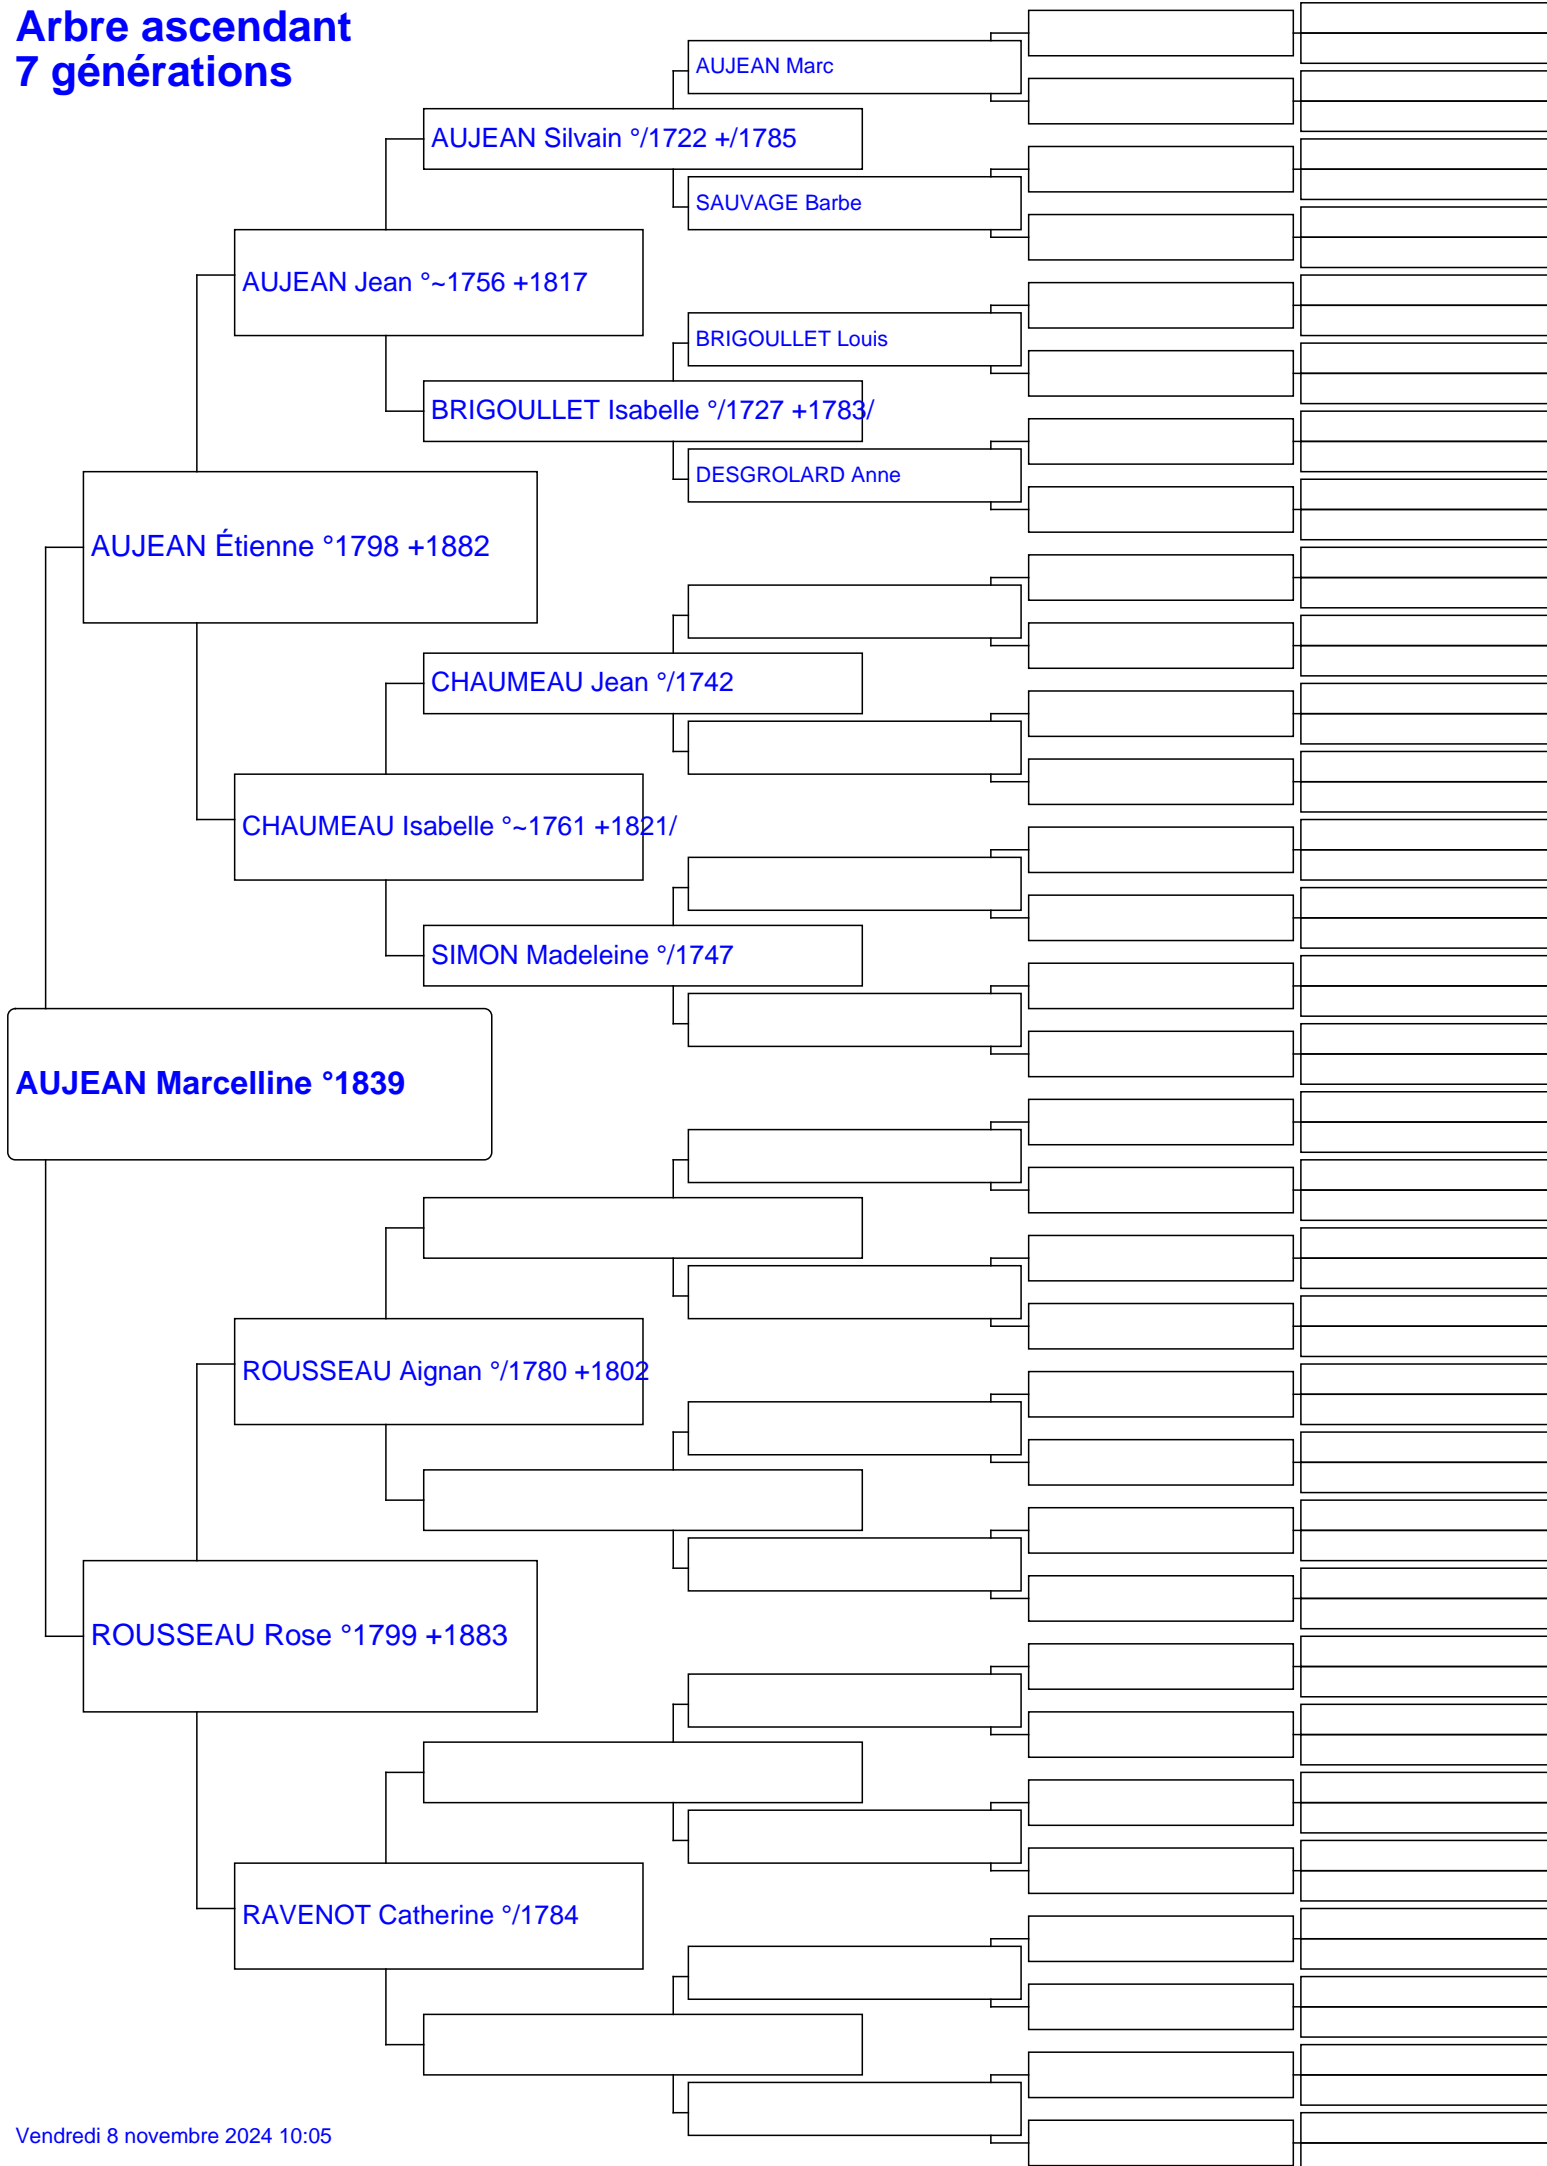 Arbre ascendant
7 générations
AUJEAN Marc
AUJEAN Silvain °/1722 +/1785
SAUVAGE Barbe
AUJEAN Jean °~1756 +1817
BRIGOULLET Louis
BRIGOULLET Isabelle °/1727 +1783/
DESGROLARD Anne
AUJEAN Étienne °1798 +1882
CHAUMEAU Jean °/1742
CHAUMEAU Isabelle °~1761 +1821/
SIMON Madeleine °/1747
AUJEAN Marcelline °1839
ROUSSEAU Aignan °/1780 +1802
ROUSSEAU Rose °1799 +1883
RAVENOT Catherine °/1784
Vendredi 8 novembre 2024 10:05